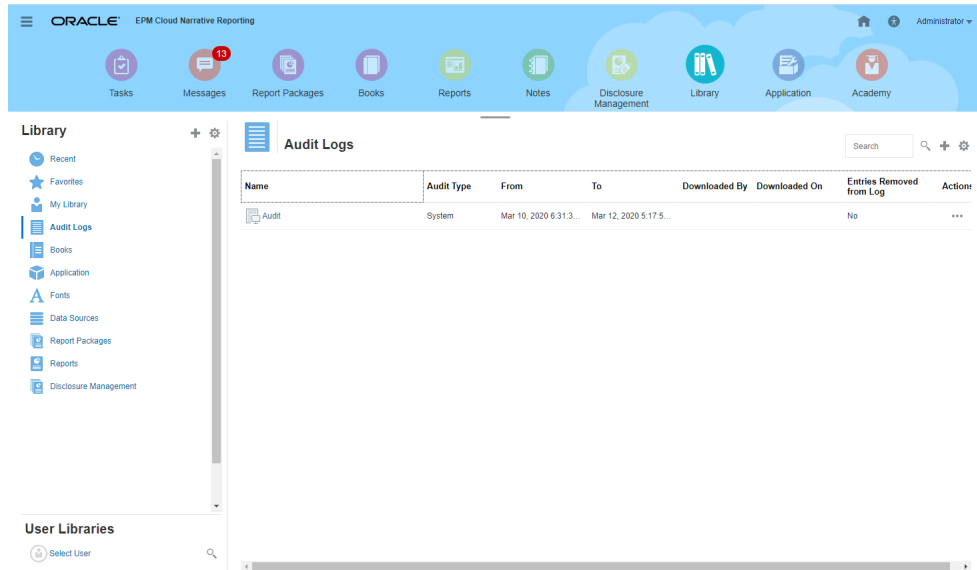 ORACLE® EPM Cloud Narrative Reporting Administrator
13
Tasks Messages Report Packages Books Reports Notes Disclosure Management Library Application Academy
Library
Recent
Favorites
My Library
Audit Logs
Books
Application
Fonts
Data Sources
Report Packages
Reports
Disclosure Management
User Libraries
Select User
Audit Logs
Search
Name Audit Type From To Downloaded By Downloaded On Entries Removed from Log Actions
Audit System Mar 10, 2020 6:31:3... Mar 12, 2020 5:17:5... No